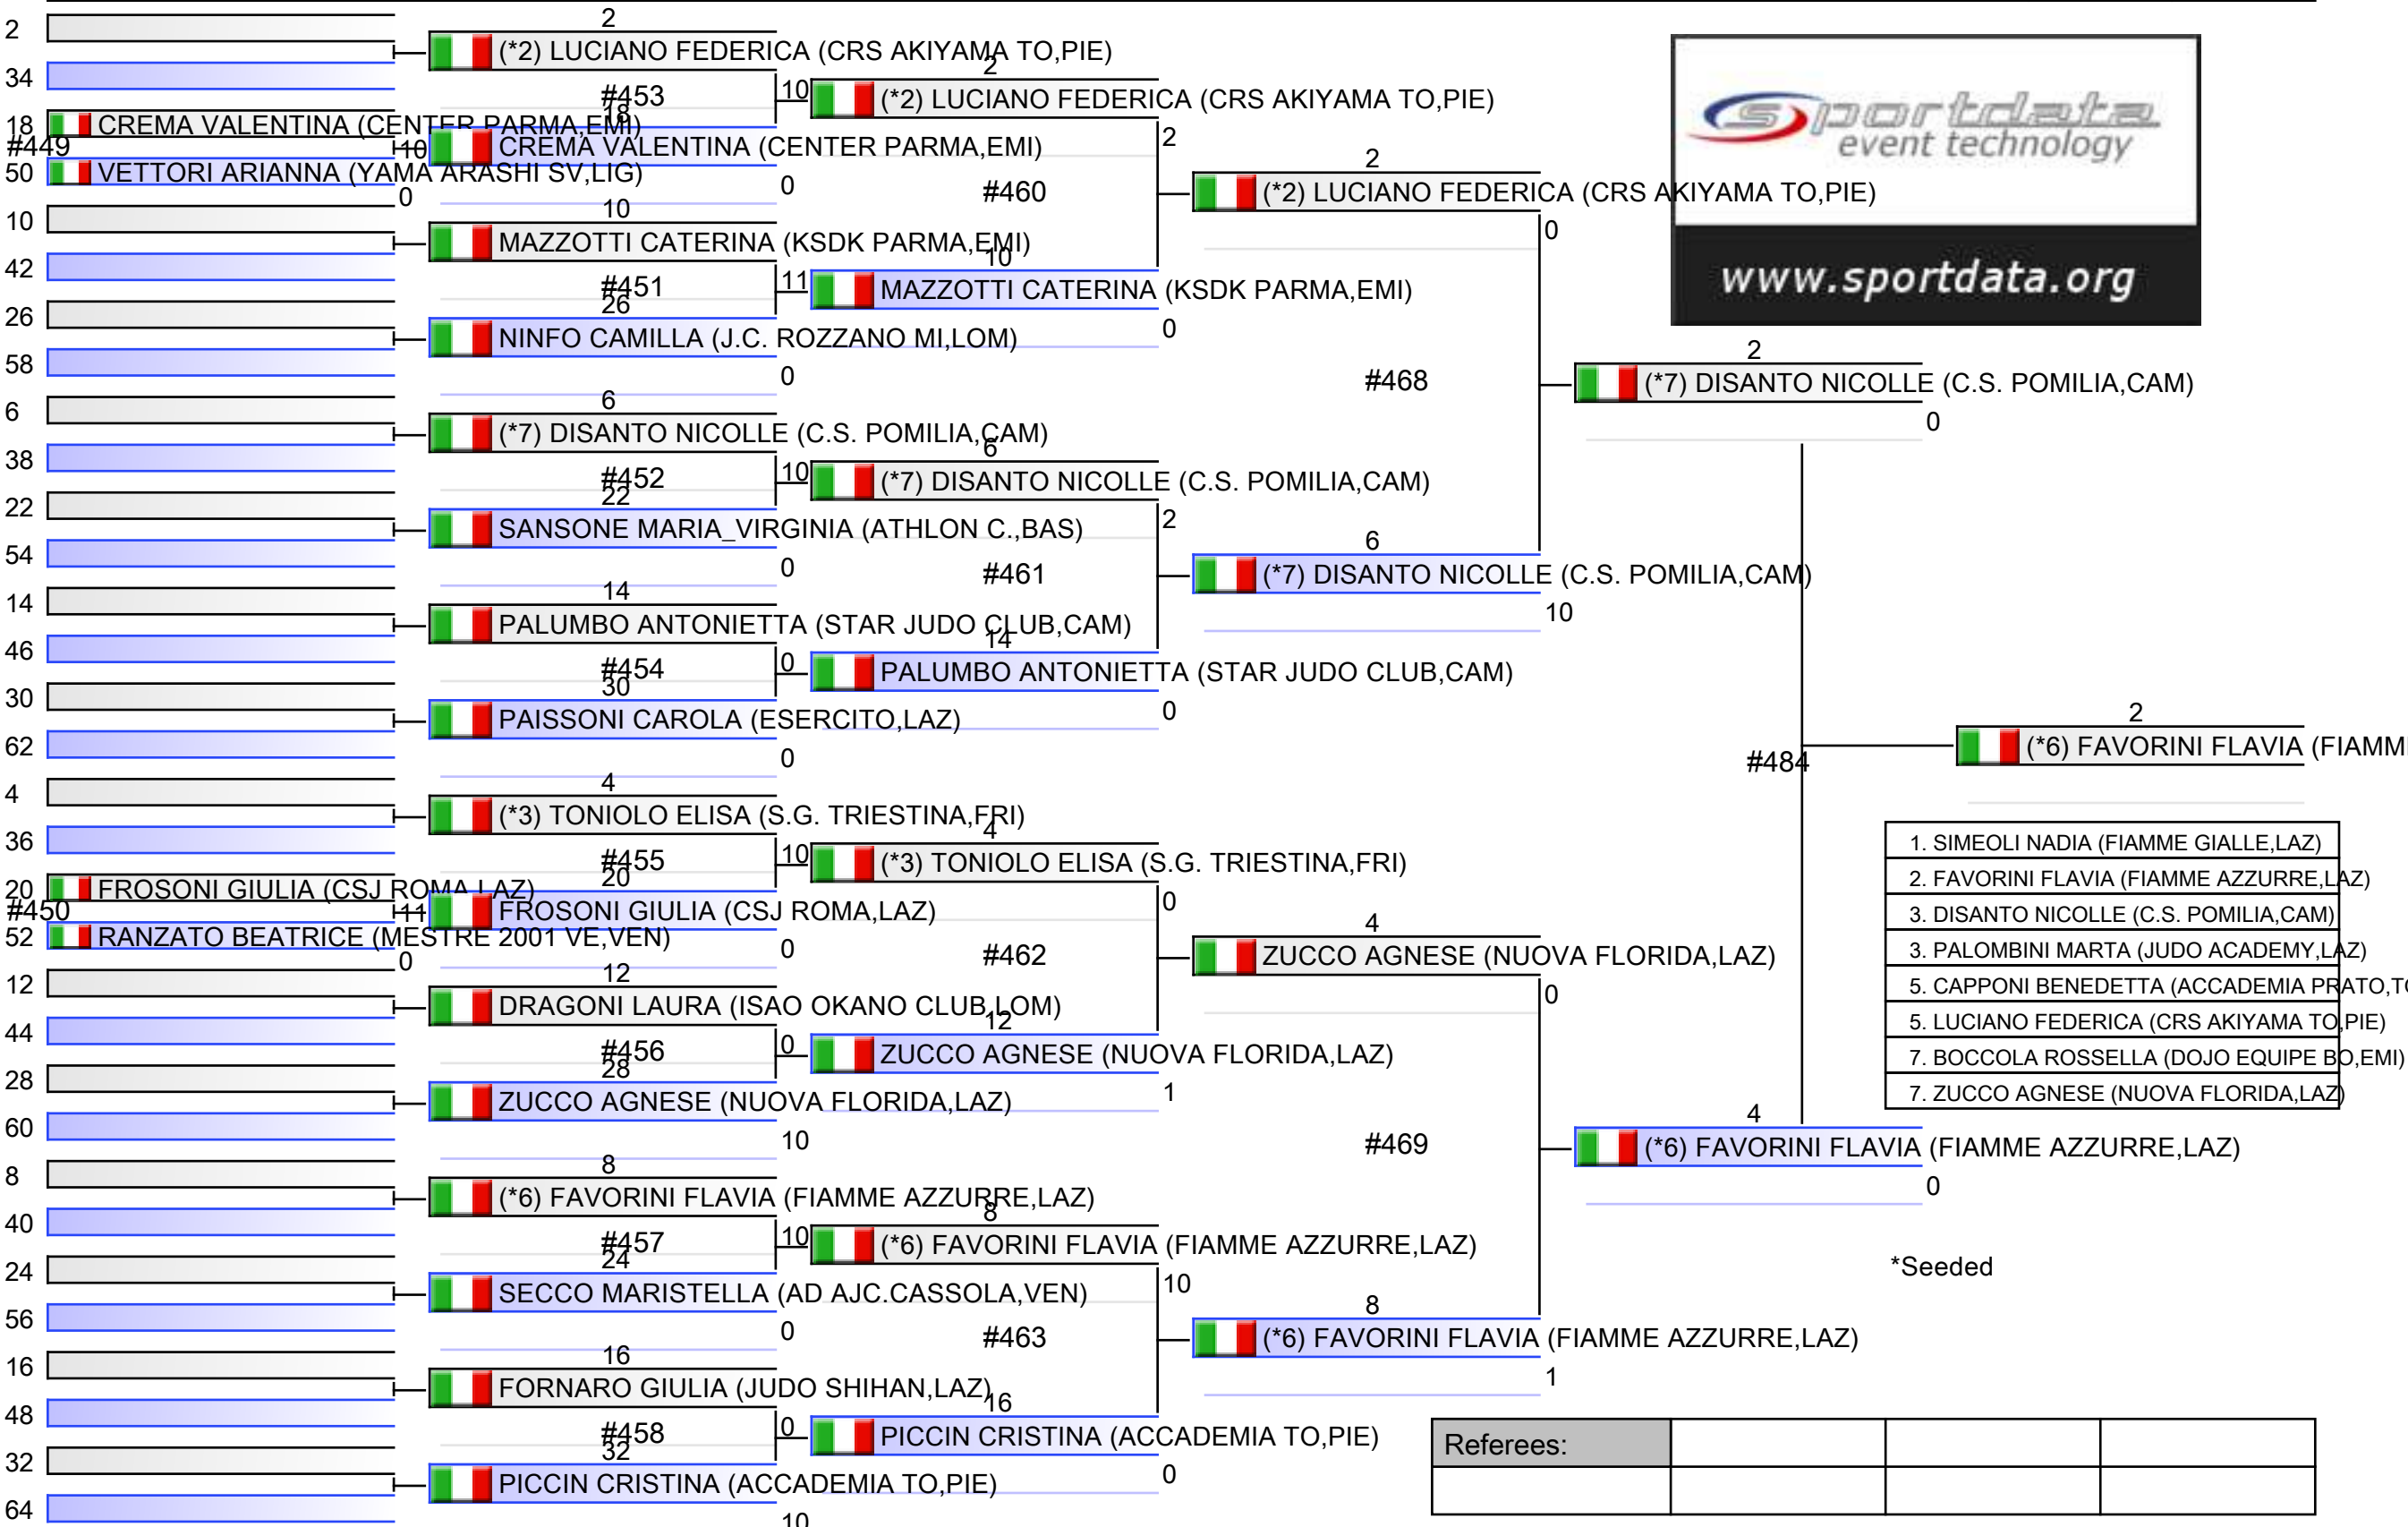 2
34
18 CREMA VALENTINA (CENTER PARMA,EMI)
#449 10
50 VETTORI ARIANNA (YAMA ARASHI SV,LIG)
0
10
42
26
58
6
38
22
54
14
46
30
62
4
36
20 FROSONI GIULIA (CSJ ROMA,LAZ)
#450 11
52 RANZATO BEATRICE (MESTRE 2001 VE,VEN)
0
12
44
28
60
8
40
24
56
16
48
32
64
2
(*2) LUCIANO FEDERICA (CRS AKIYAMA TO,PIE)
#453 10
18
CREMA VALENTINA (CENTER PARMA,EMI)
0
10
MAZZOTTI CATERINA (KSDK PARMA,EMI)
#451 11
26
NINFO CAMILLA (J.C. ROZZANO MI,LOM)
0
6
(*7) DISANTO NICOLLE (C.S. POMILIA,CAM)
#452 10
22
SANSONE MARIA_VIRGINIA (ATHLON C.,BAS)
0
14
PALUMBO ANTONIETTA (STAR JUDO CLUB,CAM)
#454 0
30
PAISSONI CAROLA (ESERCITO,LAZ)
0
4
(*3) TONIOLO ELISA (S.G. TRIESTINA,FRI)
#455 10
20
FROSONI GIULIA (CSJ ROMA,LAZ)
0
12
DRAGONI LAURA (ISAO OKANO CLUB,LOM)
#456 0
28
ZUCCO AGNESE (NUOVA FLORIDA,LAZ)
10
8
(*6) FAVORINI FLAVIA (FIAMME AZZURRE,LAZ)
#457 10
24
SECCO MARISTELLA (AD AJC.CASSOLA,VEN)
0
16
FORNARO GIULIA (JUDO SHIHAN,LAZ)
#458 0
32
PICCIN CRISTINA (ACCADEMIA TO,PIE)
10
2
(*2) LUCIANO FEDERICA (CRS AKIYAMA TO,PIE)
2
#460
10
MAZZOTTI CATERINA (KSDK PARMA,EMI)
0
6
(*7) DISANTO NICOLLE (C.S. POMILIA,CAM)
2
#461
14
PALUMBO ANTONIETTA (STAR JUDO CLUB,CAM)
0
4
(*3) TONIOLO ELISA (S.G. TRIESTINA,FRI)
0
#462
12
ZUCCO AGNESE (NUOVA FLORIDA,LAZ)
1
8
(*6) FAVORINI FLAVIA (FIAMME AZZURRE,LAZ)
10
#463
16
PICCIN CRISTINA (ACCADEMIA TO,PIE)
0
2
(*2) LUCIANO FEDERICA (CRS AKIYAMA TO,PIE)
0
#468
6
(*7) DISANTO NICOLLE (C.S. POMILIA,CAM)
10
4
ZUCCO AGNESE (NUOVA FLORIDA,LAZ)
0
#469
8
(*6) FAVORINI FLAVIA (FIAMME AZZURRE,LAZ)
1
sportdata
event technology
www.sportdata.org
2
(*7) DISANTO NICOLLE (C.S. POMILIA,CAM)
0
#484
4
(*6) FAVORINI FLAVIA (FIAMME AZZURRE,LAZ)
0
2
(*6) FAVORINI FLAVIA (FIAMM
1. SIMEOLI NADIA (FIAMME GIALLE,LAZ)
2. FAVORINI FLAVIA (FIAMME AZZURRE,LAZ)
3. DISANTO NICOLLE (C.S. POMILIA,CAM)
3. PALOMBINI MARTA (JUDO ACADEMY,LAZ)
5. CAPPONI BENEDETTA (ACCADEMIA PRATO,TO
5. LUCIANO FEDERICA (CRS AKIYAMA TO,PIE)
7. BOCCOLA ROSSELLA (DOJO EQUIPE BO,EMI)
7. ZUCCO AGNESE (NUOVA FLORIDA,LAZ)
*Seeded
Referees: